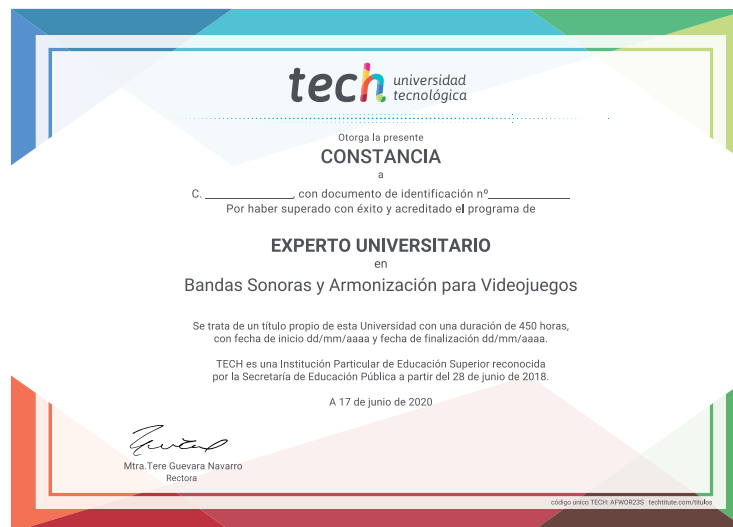 tech universidad
tecnológica
Otorga la presente
CONSTANCIA
a
C. ______________, con documento de identificación nº______________
Por haber superado con éxito y acreditado el programa de
EXPERTO UNIVERSITARIO
en
Bandas Sonoras y Armonización para Videojuegos
Se trata de un título propio de esta Universidad con una duración de 450 horas,
con fecha de inicio dd/mm/aaaa y fecha de finalización dd/mm/aaaa.
TECH es una Institución Particular de Educación Superior reconocida
por la Secretaría de Educación Pública a partir del 28 de junio de 2018.
A 17 de junio de 2020
Mtra.Tere Guevara Navarro
Rectora
código único TECH: AFWOR23S techtitute.com/titulos